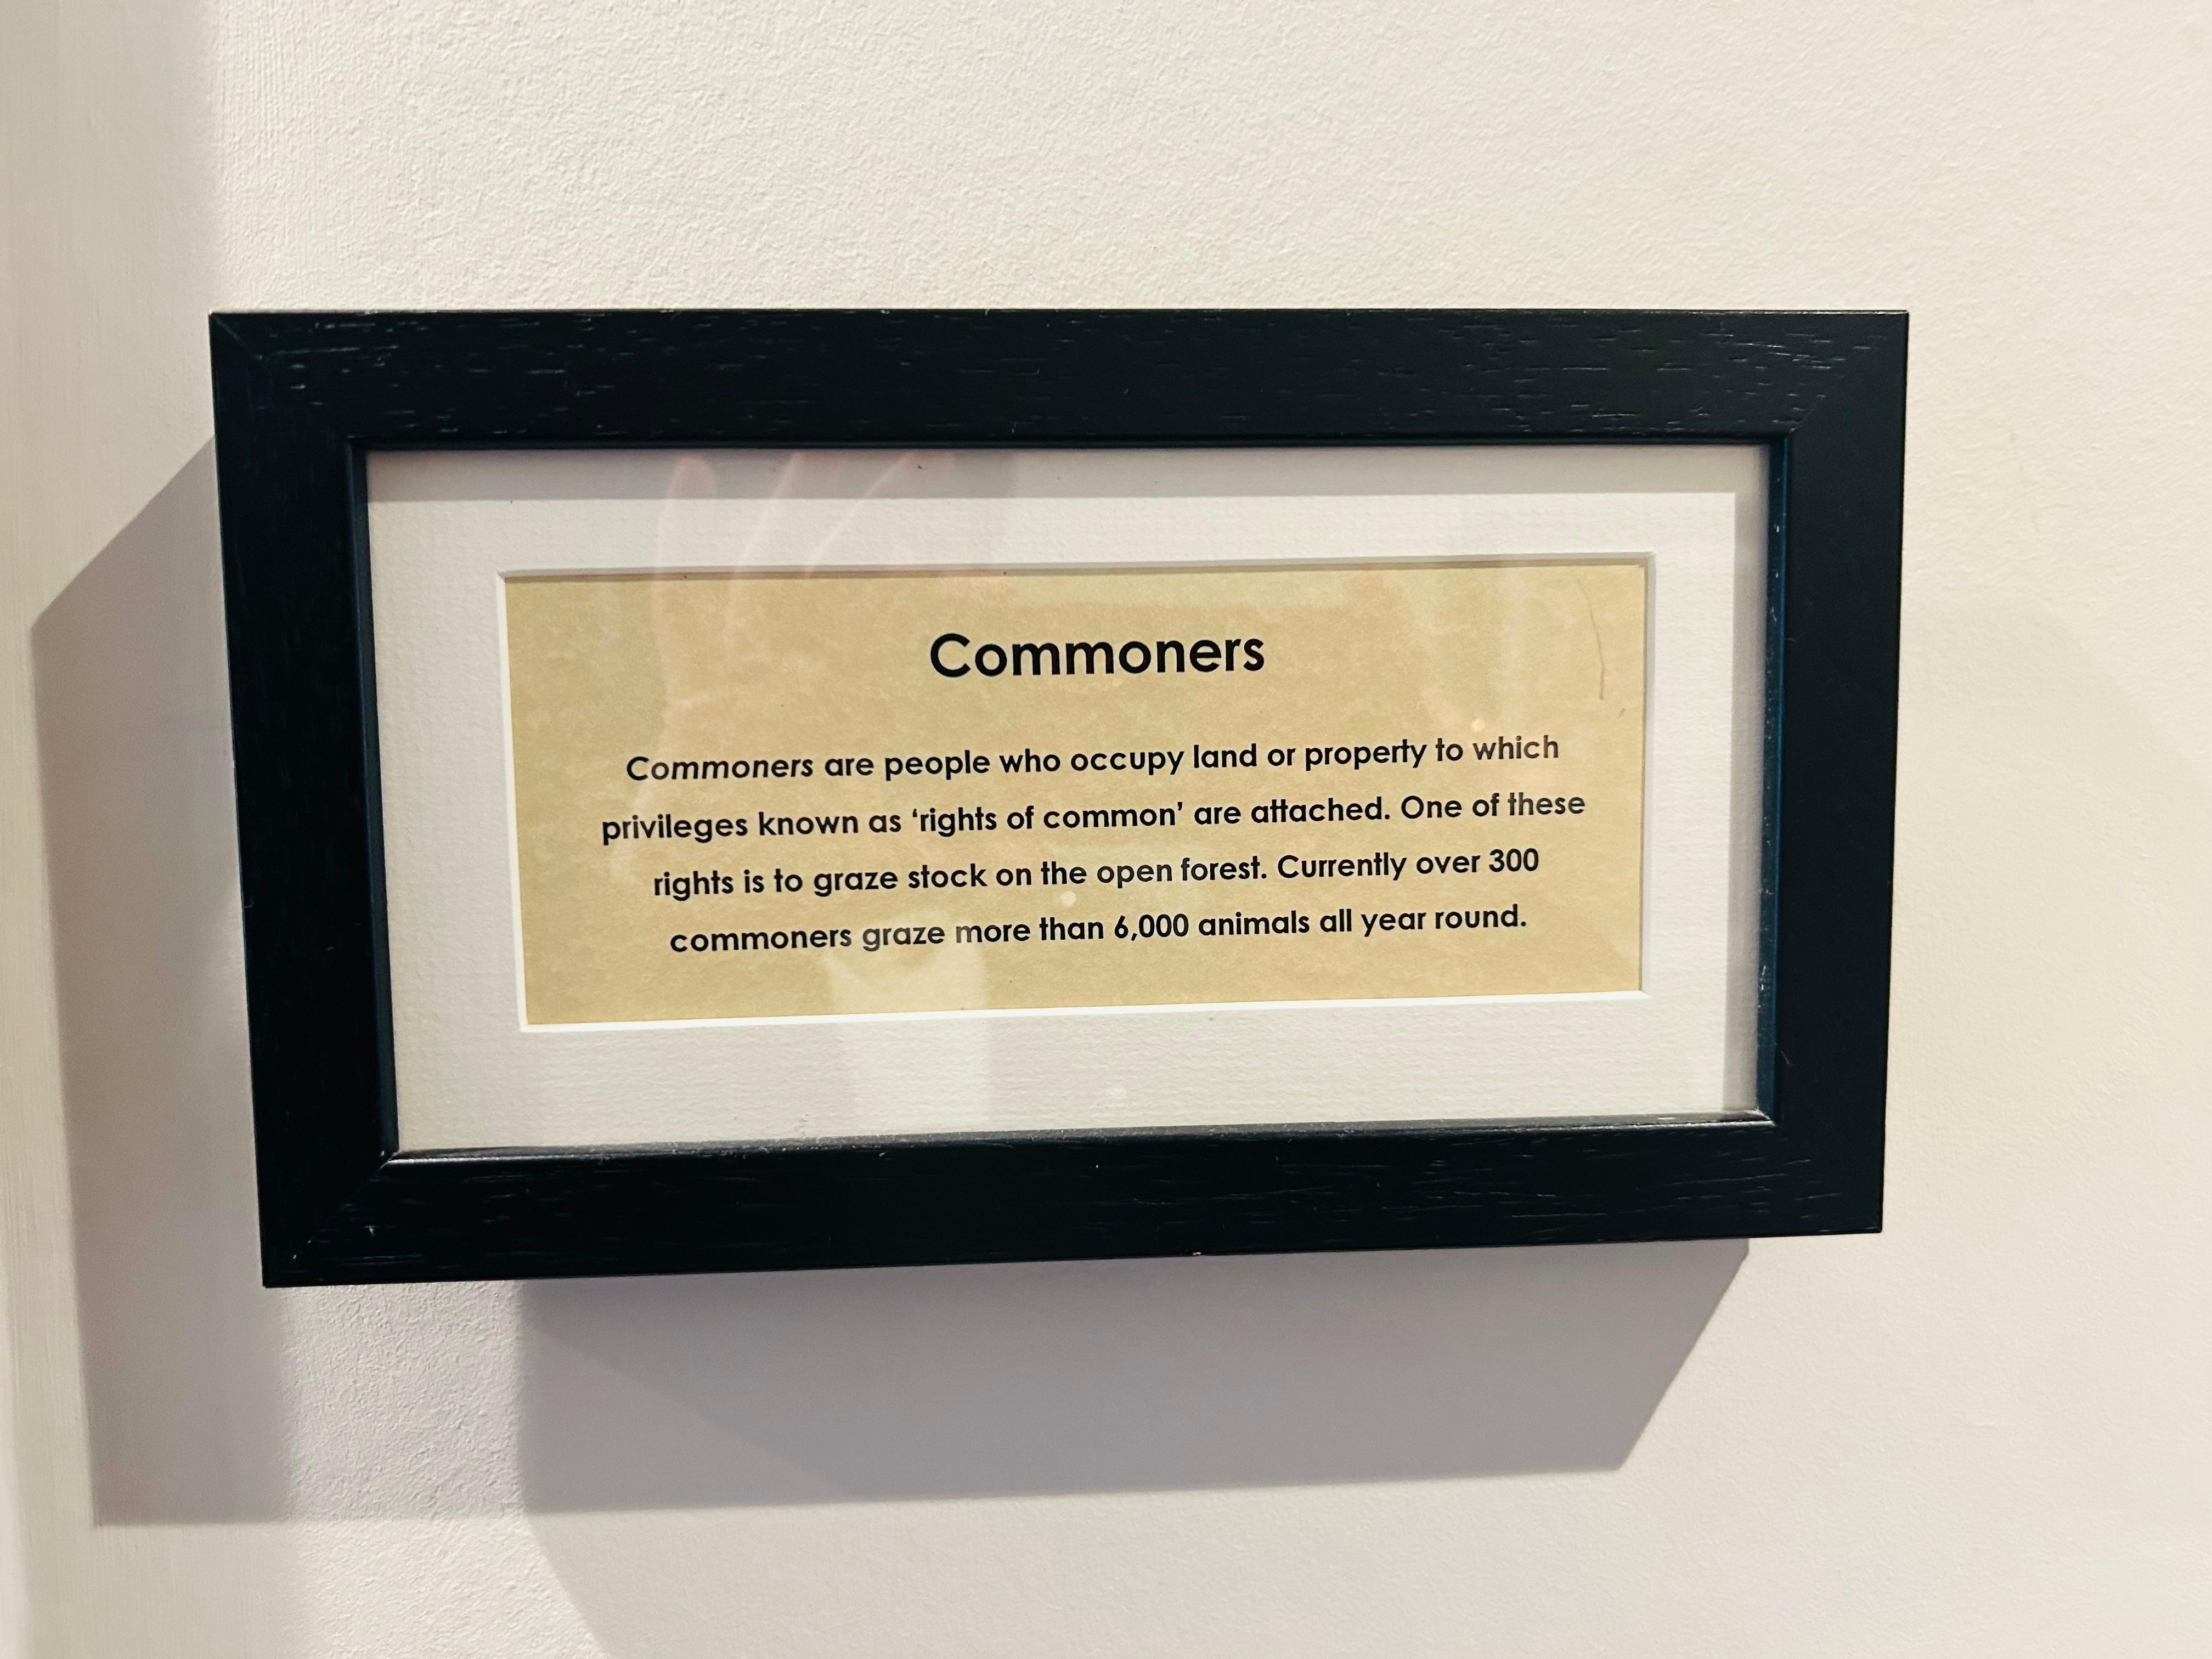 Commoners
Commoners are people who occupy land or property to which
privileges known as ‘rights of common’ are attached. One of these
rights is to graze stock on the open forest. Currently over 300
commoners graze more than 6,000 animals all year round.